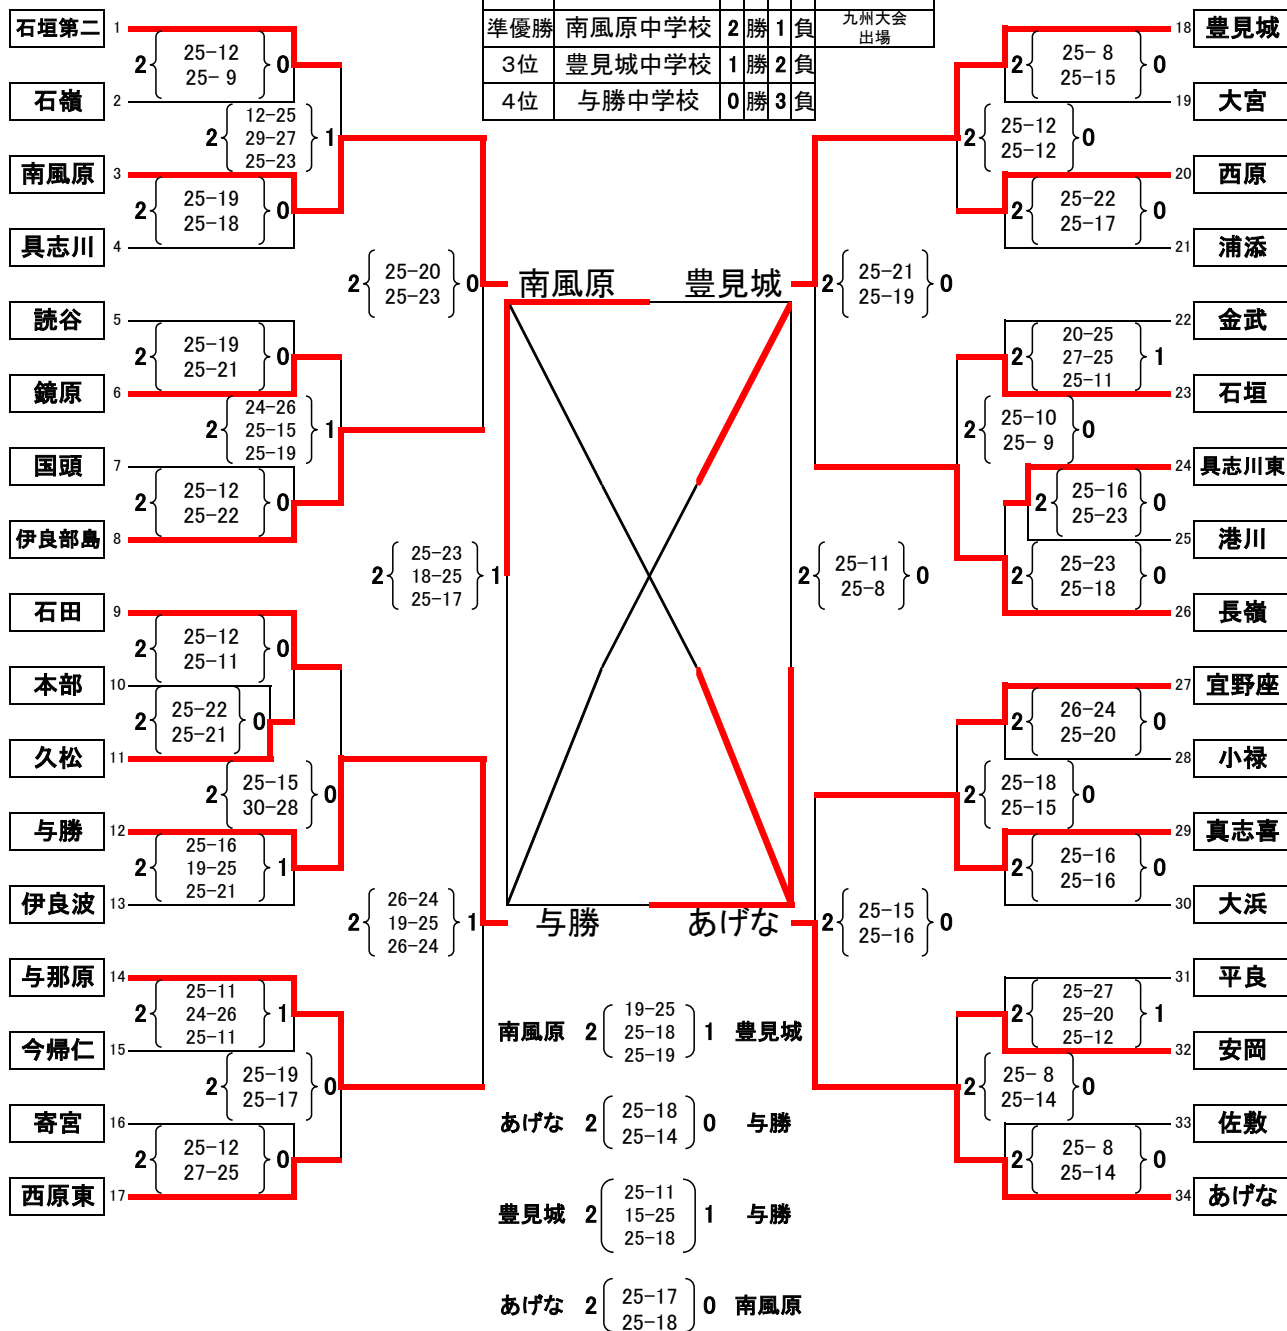 準優勝 南風原中学校 2 勝 1 負 九州大会出場
3位 豊見城中学校 1 勝 2 負
4位 与勝中学校 0 勝 3 負
石垣第二 1
2 25-12 0
25- 9
石嶺 2
2 12-25 1
29-27
25-23
南風原 3
2 25-19 0
25-18
具志川 4
2 25-20 0
25-23
読谷 5
2 25-19 0
25-21
鏡原 6
2 24-26 1
25-15
25-19
国頭 7
2 25-12 0
25-22
伊良部島 8
2 25-23 1
18-25
25-17
石田 9
2 25-12 0
25-11
本部 10
2 25-22 0
25-21
久松 11
2 25-15 0
30-28
与勝 12
2 25-16 1
19-25
25-21
伊良波 13
2 26-24 1
19-25
26-24
与那原 14
2 25-11 1
24-26
25-11
今帰仁 15
2 25-19 0
25-17
寄宮 16
2 25-12 0
27-25
西原東 17
南風原 豊見城
与勝 あげな
南風原 2 19-25 1 豊見城
25-18
25-19
あげな 2 25-18 0 与勝
25-14
豊見城 2 25-11 1 与勝
15-25
25-18
あげな 2 25-17 0 南風原
25-18
18 豊見城
2 25- 8 0
25-15
19 大宮
2 25-12 0
25-12
20 西原
2 25-22 0
25-17
21 浦添
2 25-21 0
25-19
22 金武
2 20-25 1
27-25
25-11
23 石垣
2 25-10 0
25- 9
24 具志川東
2 25-16 0
25-23
25 港川
2 25-23 0
25-18
26 長嶺
2 25-11 0
25-8
27 宜野座
2 26-24 0
25-20
28 小禄
2 25-18 0
25-15
29 真志喜
2 25-16 0
25-16
30 大浜
2 25-15 0
25-16
31 平良
2 25-27 1
25-20
25-12
32 安岡
2 25- 8 0
25-14
33 佐敷
2 25- 8 0
25-14
34 あげな